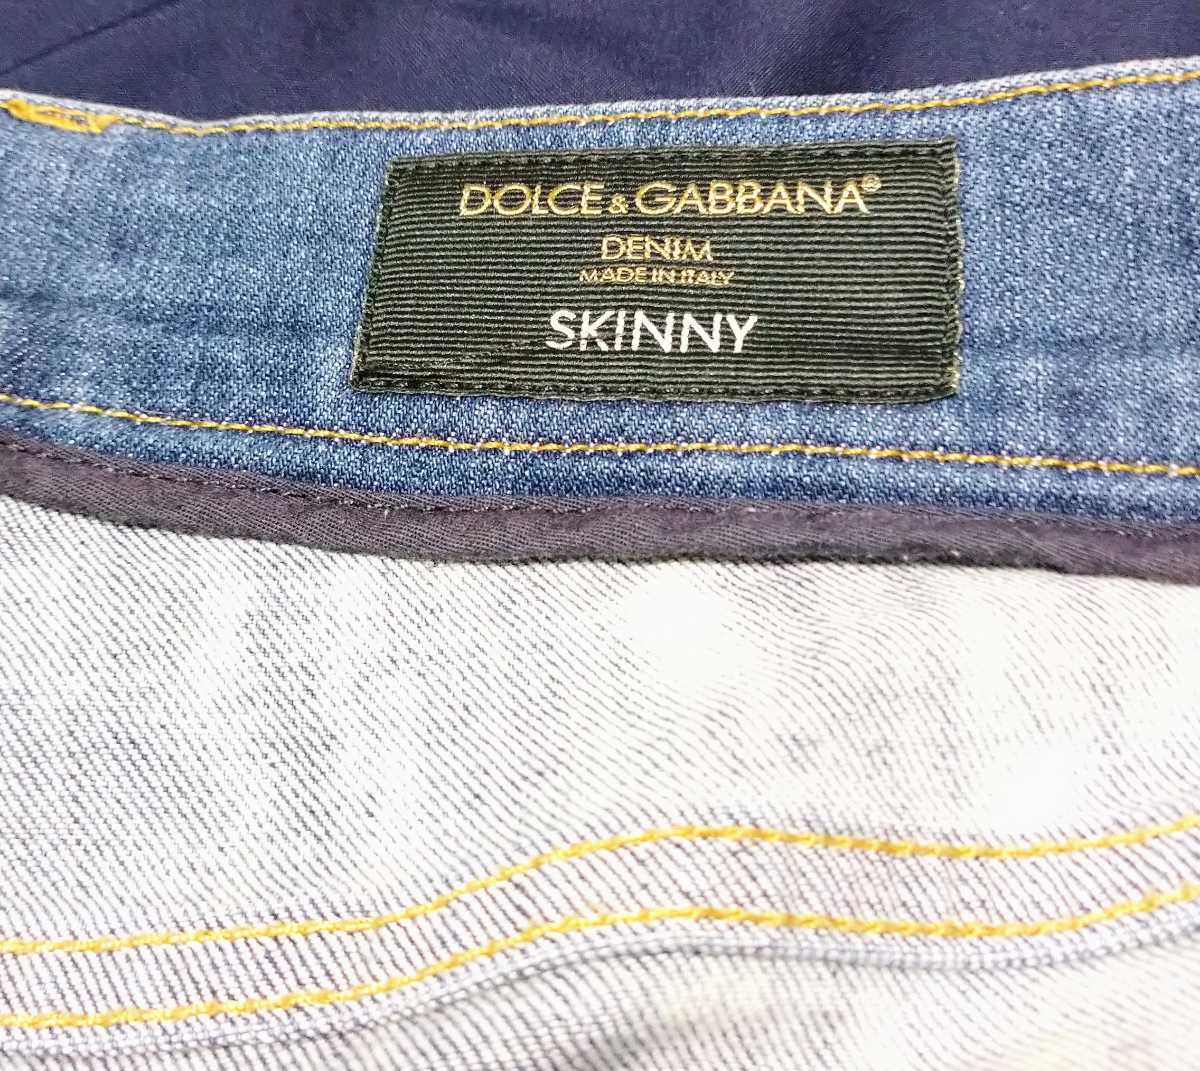 DOLCE & GABBANA®
DENIM
MADE IN ITALY
SKINNY